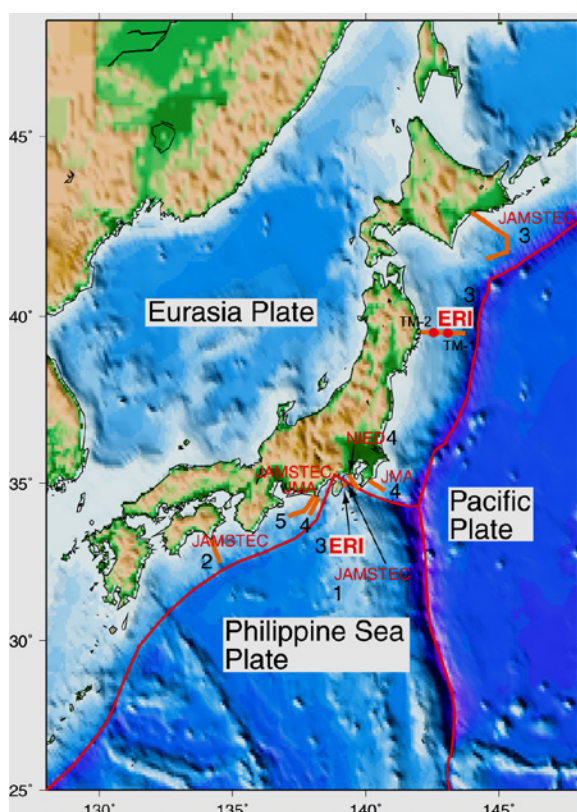 45°
JAMSTEC
3
3
Eurasia Plate
40°
ERI
TM-2
TM-1
NIED 4
35°
JAMSTEC
JMA
JMA
4
5
4
Pacific
Plate
JAMSTEC
2
3
ERI
JAMSTEC
1
30°
Philippine Sea
Plate
25°
130°
135°
140°
145°